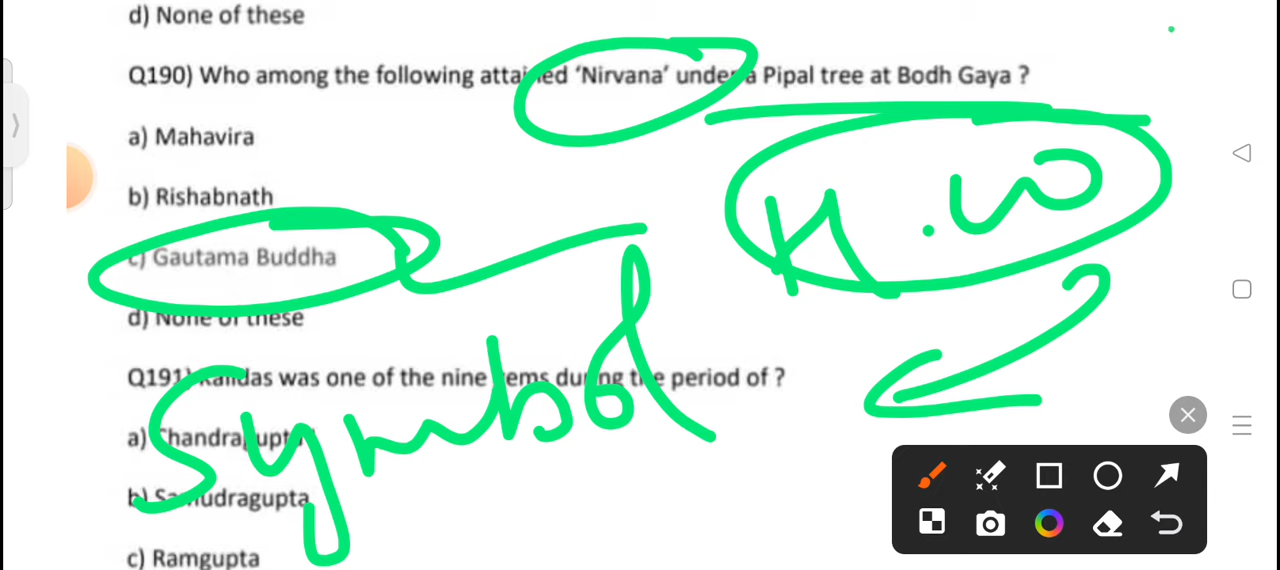 d) None of these
Q190) Who among the following attained ‘Nirvana’ under a Pipal tree at Bodh Gaya ?
a) Mahavira
b) Rishabnath
H.W
c) Gautama Buddha
d) None of these
Q191) Kalidas was one of the nine gems during the period of ?
Symbol
a) Chandragupta
b) Samudragupta
c) Ramgupta